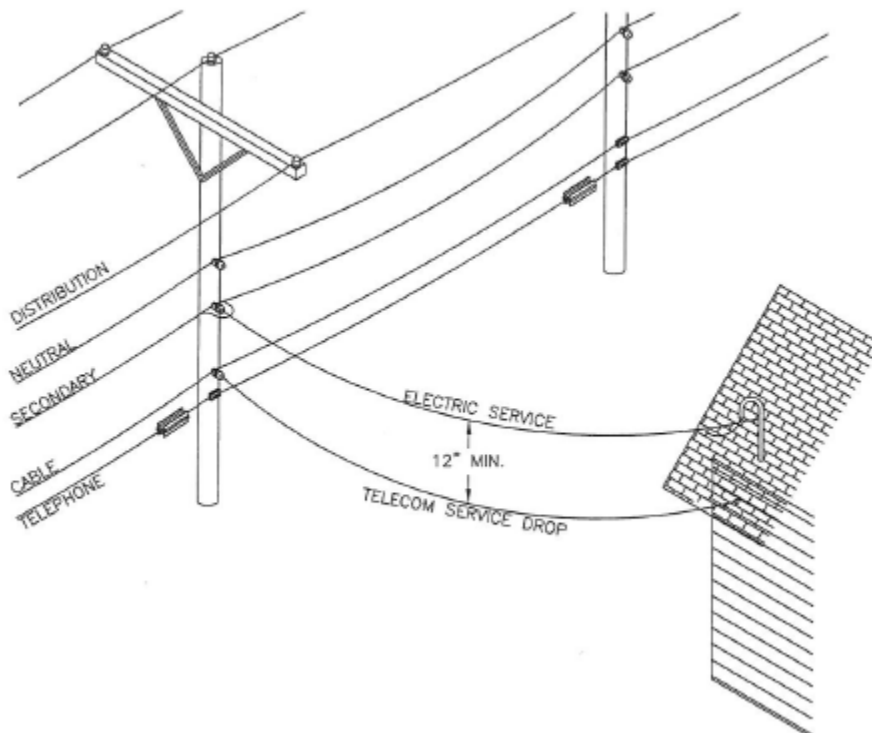 DISTRIBUTION
NEUTRAL
SECONDARY
CABLE
TELEPHONE
ELECTRIC SERVICE
12" MIN.
TELECOM SERVICE DROP